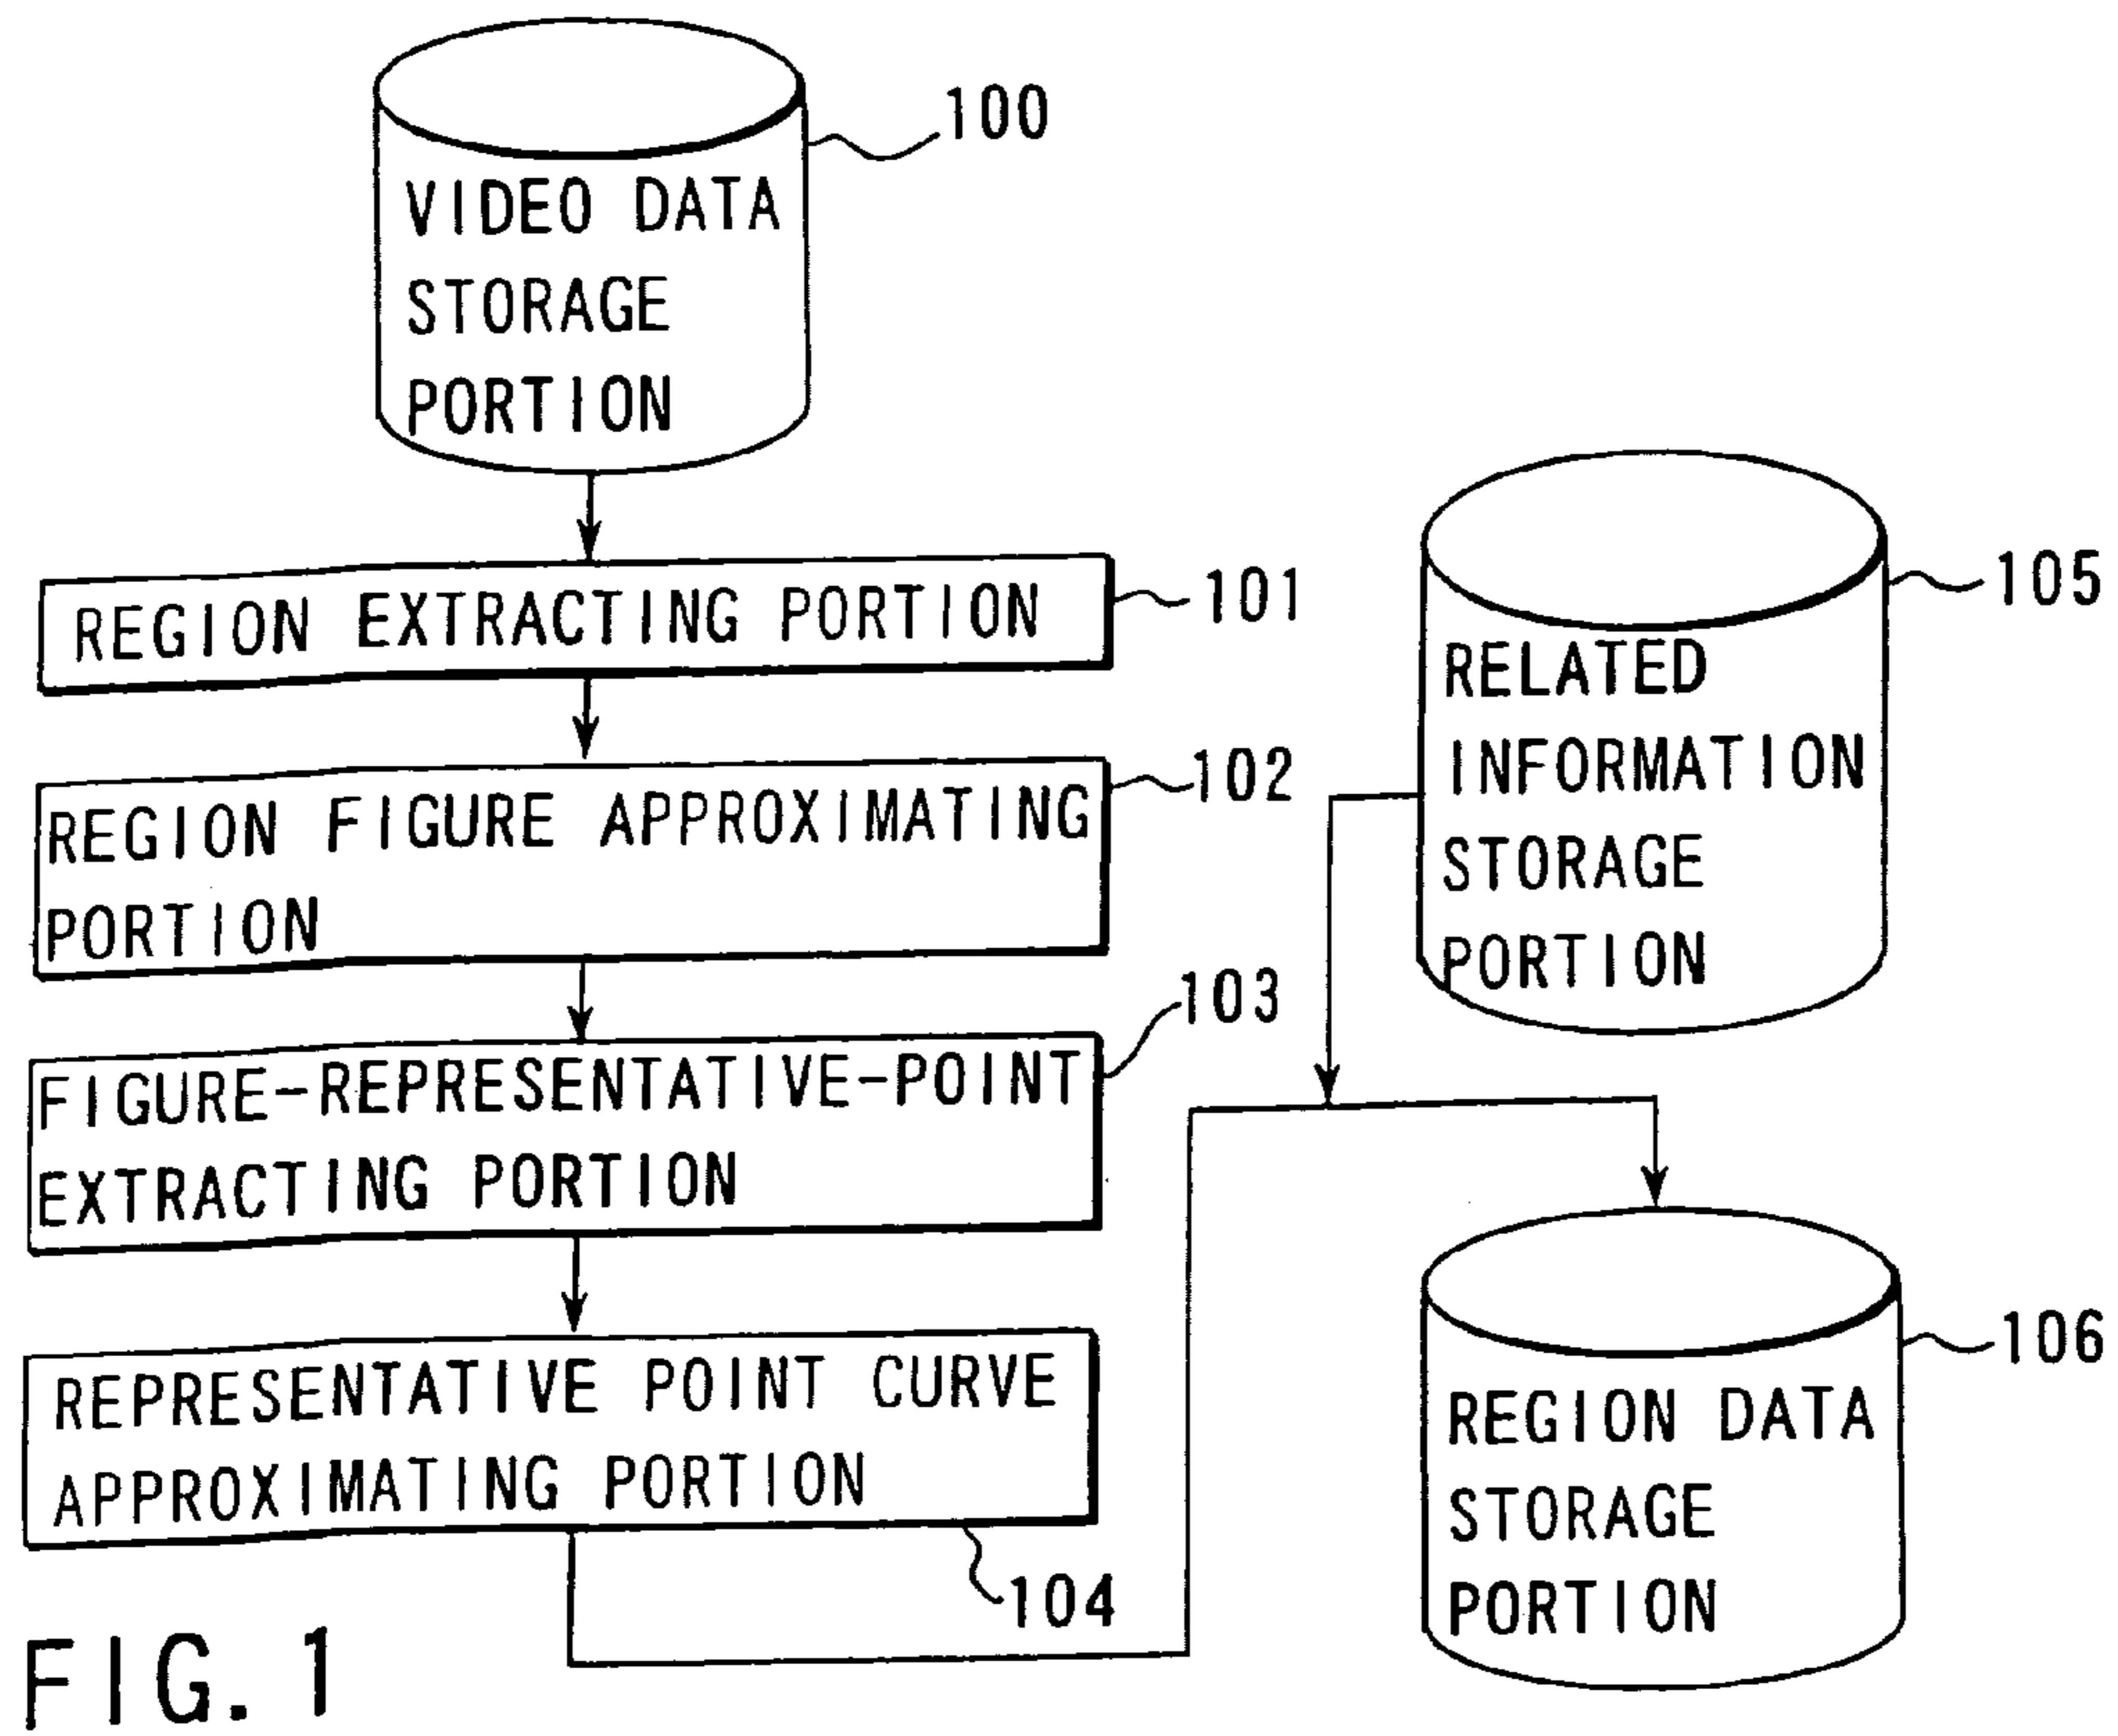 100
VIDEO DATA
STORAGE
PORTION
REGION EXTRACTING PORTION
101
REGION FIGURE APPROXIMATING
PORTION
102
FIGURE-REPRESENTATIVE-POINT
EXTRACTING PORTION
103
REPRESENTATIVE POINT CURVE
APPROXIMATING PORTION
104
RELATED
INFORMATION
STORAGE
PORTION
105
REGION DATA
STORAGE
PORTION
106
FIG. 1